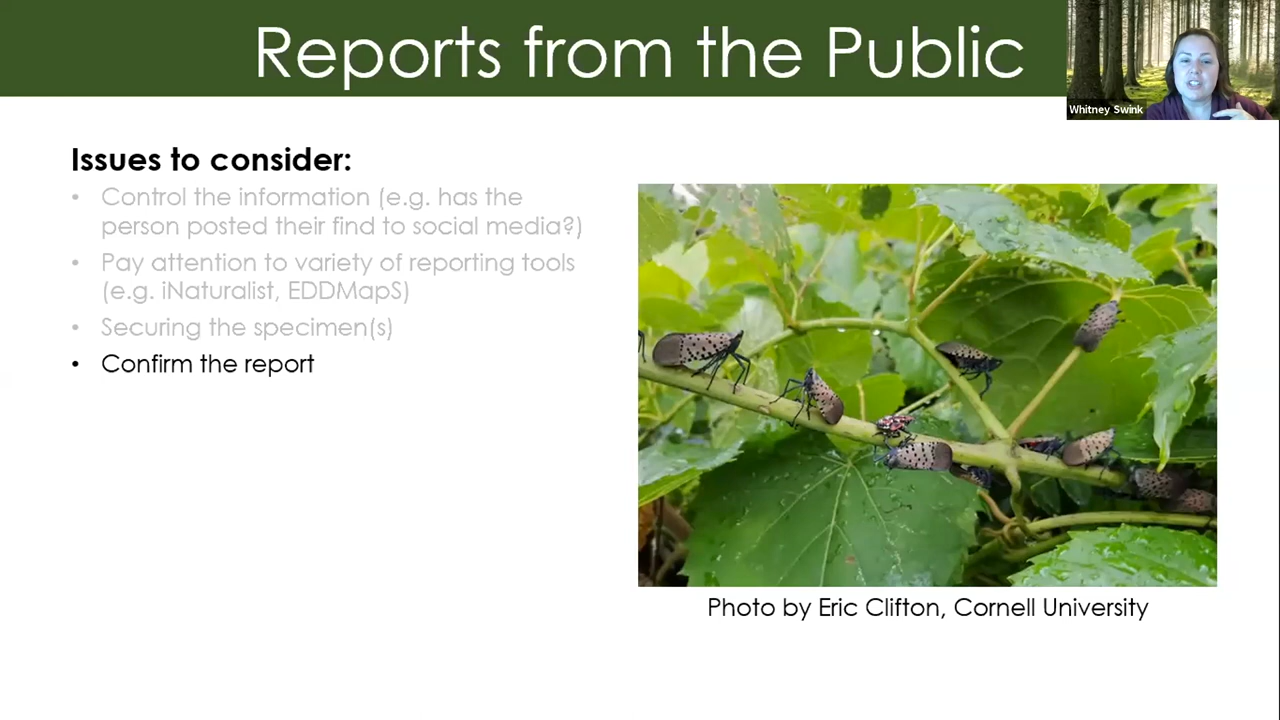 Reports from the Public
Whitney Swink
Issues to consider:
• Control the information (e.g. has the
person posted their find to social media?)
• Pay attention to variety of reporting tools
(e.g. iNaturalist, EDDMapS)
• Securing the specimen(s)
• Confirm the report
Photo by Eric Clifton, Cornell University